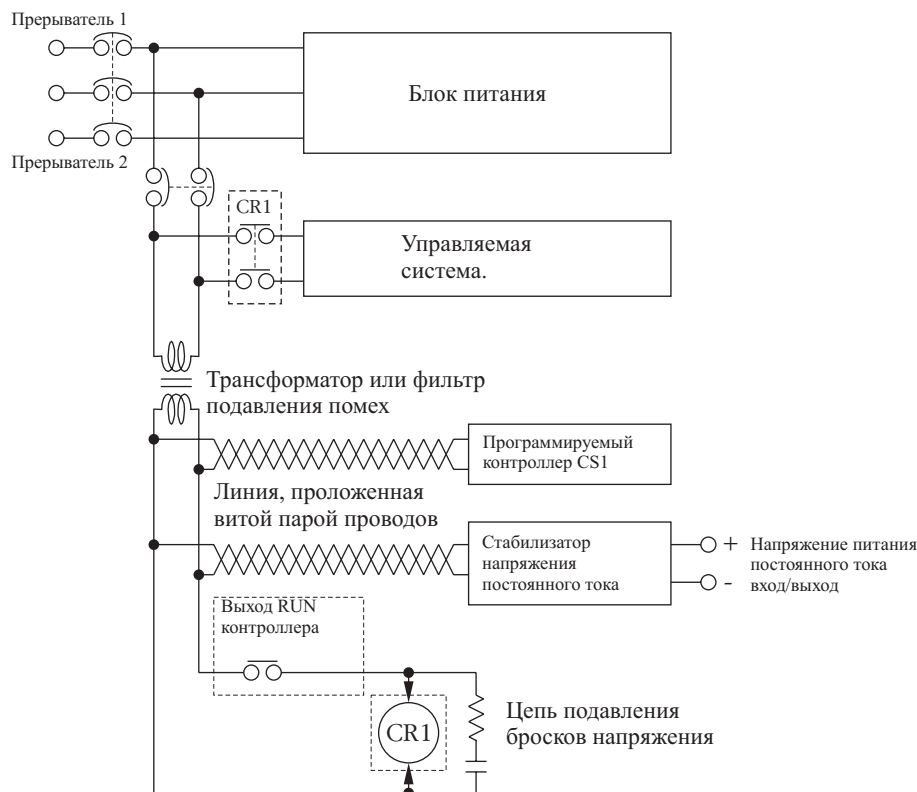 Прерыватель 1
Блок питания
Прерыватель 2
CR1
Управляемая
система.
Трансформатор или фильтр
подавления помех
Программируемый
контроллер CS1
Линия, проложенная
витой парой проводов
Стабилизатор
напряжения
постоянного тока
+ Напряжение питания
постоянного тока
- вход/выход
Выход RUN
контроллера
CR1
Цепь подавления
бросков напряжения